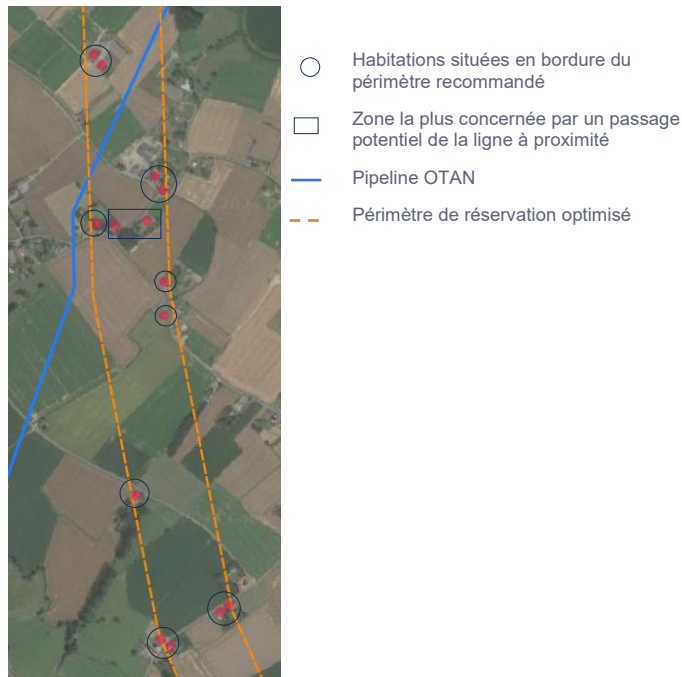 Habitations situées en bordure du
périmètre recommandé
Zone la plus concernée par un passage
potentiel de la ligne à proximité
Pipeline OTAN
Périmètre de réservation optimisé